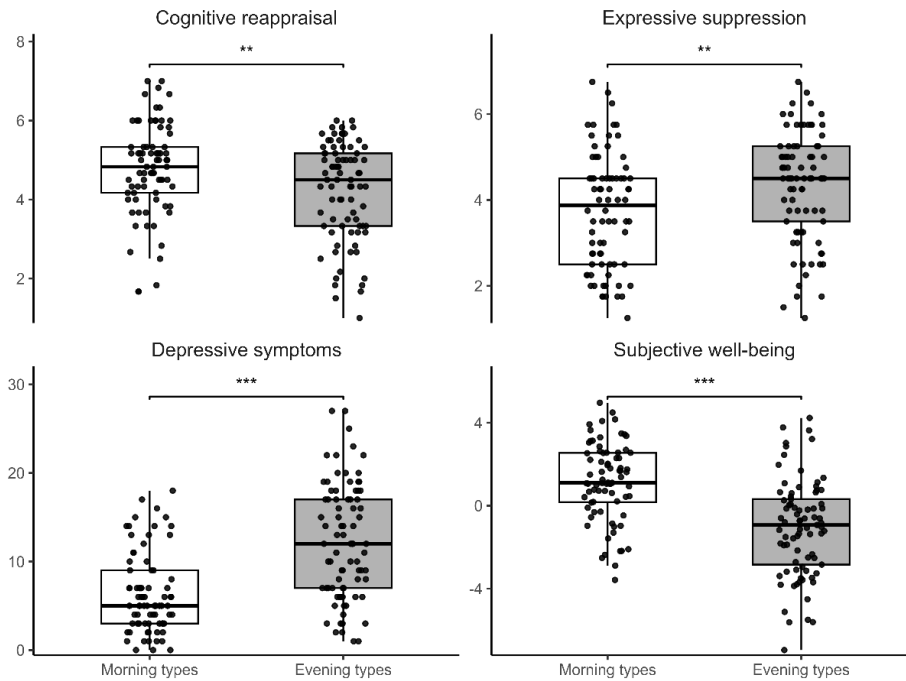 Cognitive reappraisal
8
6
4
2
**
Expressive suppression
6
4
2
**
Depressive symptoms
30
20
10
0
***
Morning types
Evening types
Subjective well-being
4
0
-4
***
Morning types
Evening types